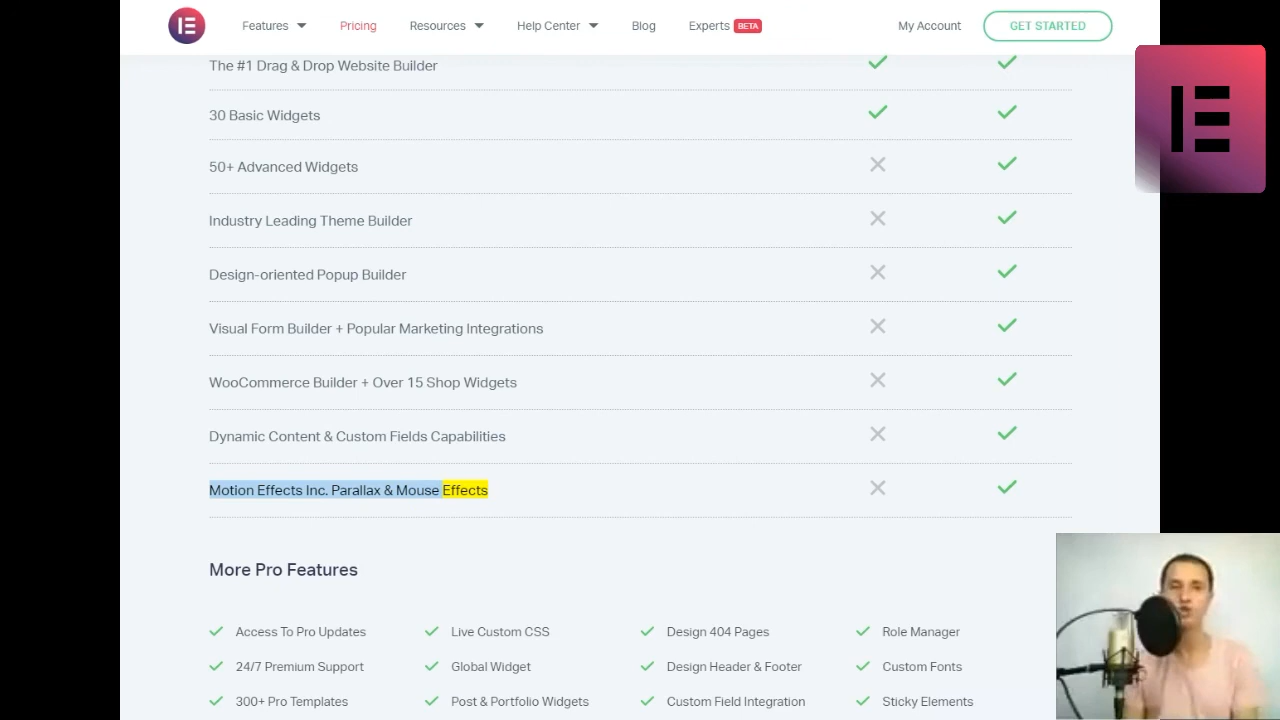 Features Pricing Resources Help Center Blog Experts BETA My Account GET STARTED
The #1 Drag & Drop Website Builder
30 Basic Widgets
50+ Advanced Widgets
Industry Leading Theme Builder
Design-oriented Popup Builder
Visual Form Builder + Popular Marketing Integrations
WooCommerce Builder + Over 15 Shop Widgets
Dynamic Content & Custom Fields Capabilities
Motion Effects Inc. Parallax & Mouse Effects
More Pro Features
Access To Pro Updates Live Custom CSS Design 404 Pages Role Manager
24/7 Premium Support Global Widget Design Header & Footer Custom Fonts
300+ Pro Templates Post & Portfolio Widgets Custom Field Integration Sticky Elements